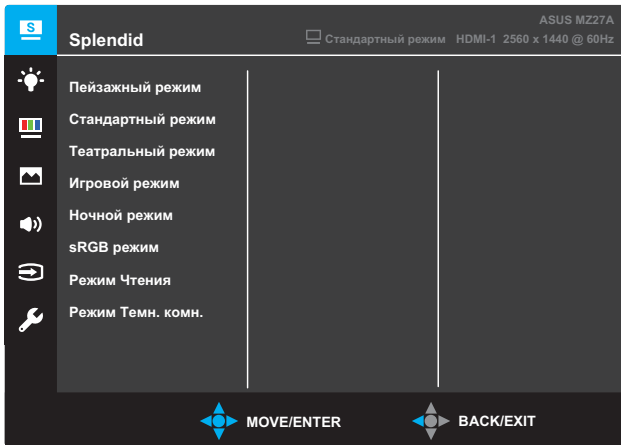 S
ASUS MZ27A
Splendid
Стандартный режим HDMI-1 2560 x 1440 @ 60Hz
Пейзажный режим
Стандартный режим
Театральный режим
Игровой режим
Ночной режим
sRGB режим
Режим Чтения
Режим Темн. комн.
MOVE/ENTER
BACK/EXIT